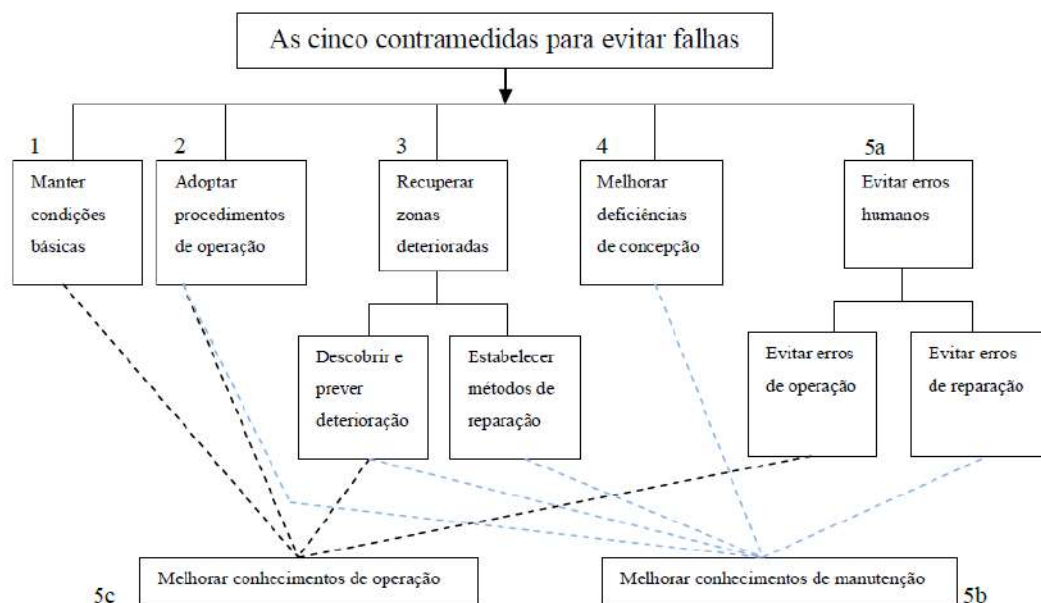 As cinco contramedidas para evitar falhas
1
Manter
condições
básicas
2
Adoptar
procedimentos
de operação
3
Recuperar
zonas
deterioradas
4
Melhorar
deficiências
de concepção
5a
Evitar erros
humanos
Descobrir e
prever
deterioração
Estabelecer
métodos de
reparação
Evitar erros
de operação
Evitar erros
de reparação
5c
Melhorar conhecimentos de operação
Melhorar conhecimentos de manutenção
5b